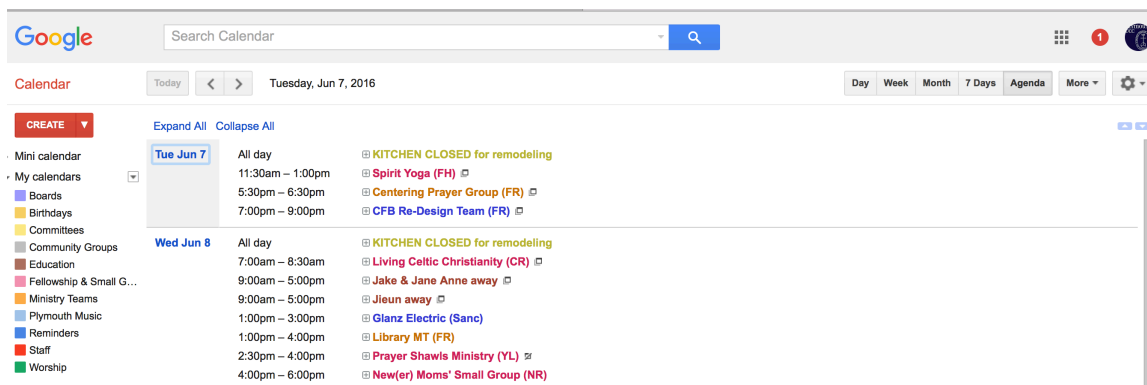 Google
Search Calendar
1
Calendar
Today
Tuesday, Jun 7, 2016
Day Week Month 7 Days Agenda More
CREATE
Expand All Collapse All
Mini calendar
My calendars
Boards
Birthdays
Committees
Community Groups
Education
Fellowship & Small G...
Ministry Teams
Plymouth Music
Reminders
Staff
Worship
Tue Jun 7 All day KITCHEN CLOSED for remodeling
11:30am – 1:00pm Spirit Yoga (FH)
5:30pm – 6:30pm Centering Prayer Group (FR)
7:00pm – 9:00pm CFB Re-Design Team (FR)
Wed Jun 8 All day KITCHEN CLOSED for remodeling
7:00am – 8:30am Living Celtic Christianity (CR)
9:00am – 5:00pm Jake & Jane Anne away
9:00am – 5:00pm Jieun away
1:00pm – 3:00pm Glanz Electric (Sanc)
1:00pm – 4:00pm Library MT (FR)
2:30pm – 4:00pm Prayer Shawls Ministry (YL)
4:00pm – 6:00pm New(er) Moms' Small Group (NR)